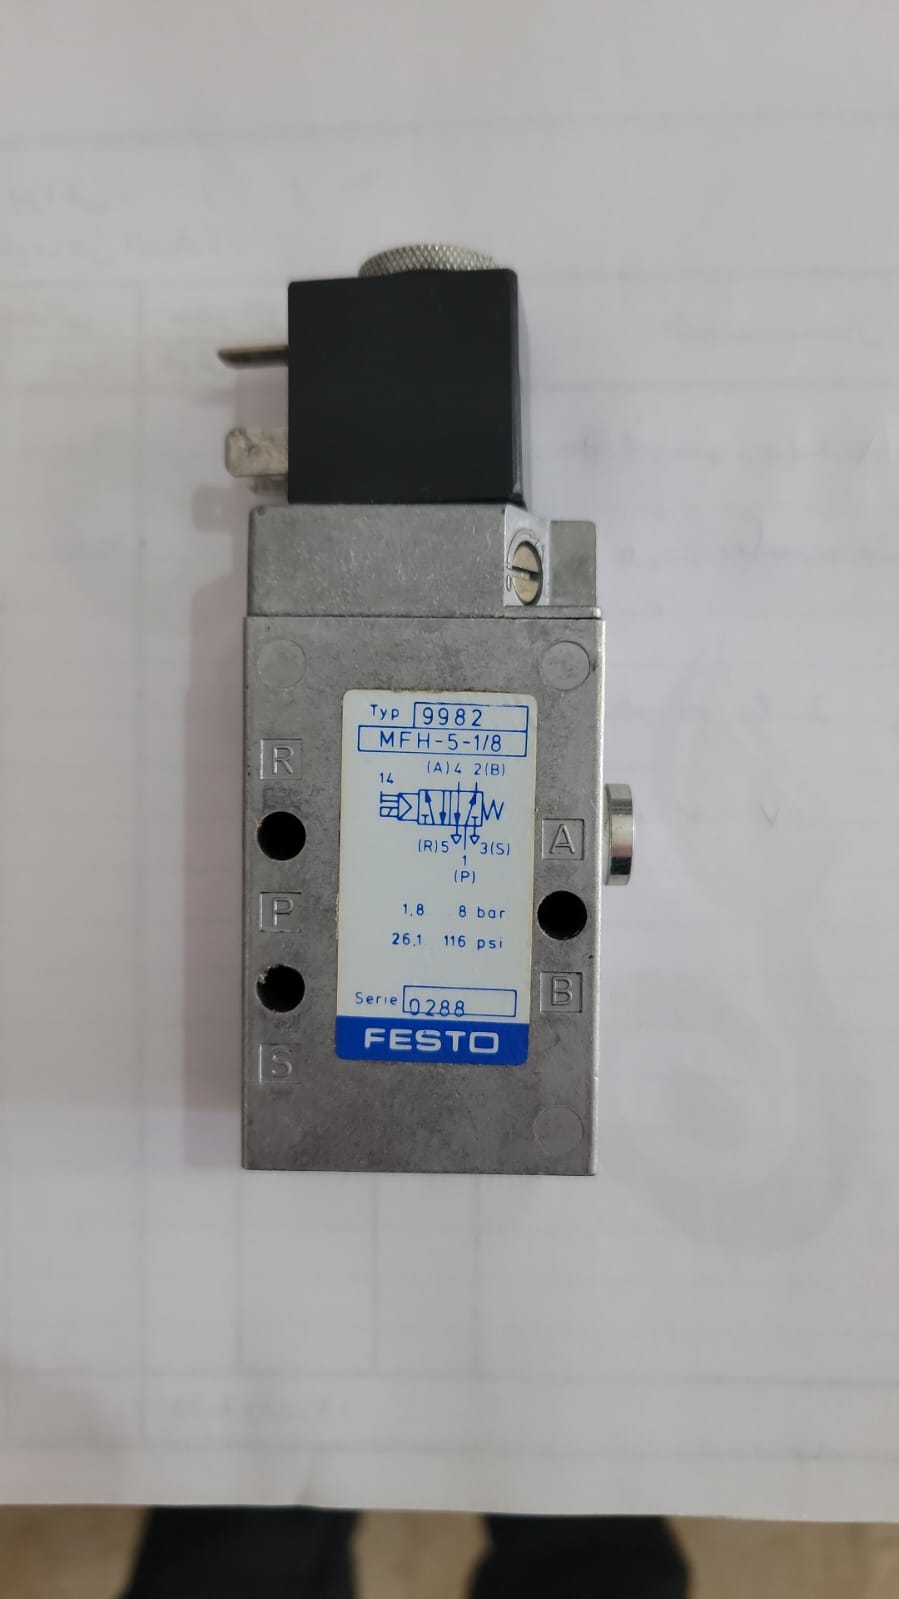 Typ 9982
MFH-5-1/8
(A)4 2(B)
14
(R)5 3(S)
1
(P)
1,8 8 bar
26,1 116 psi
Serie 0288
FESTO
R
P
S
A
B